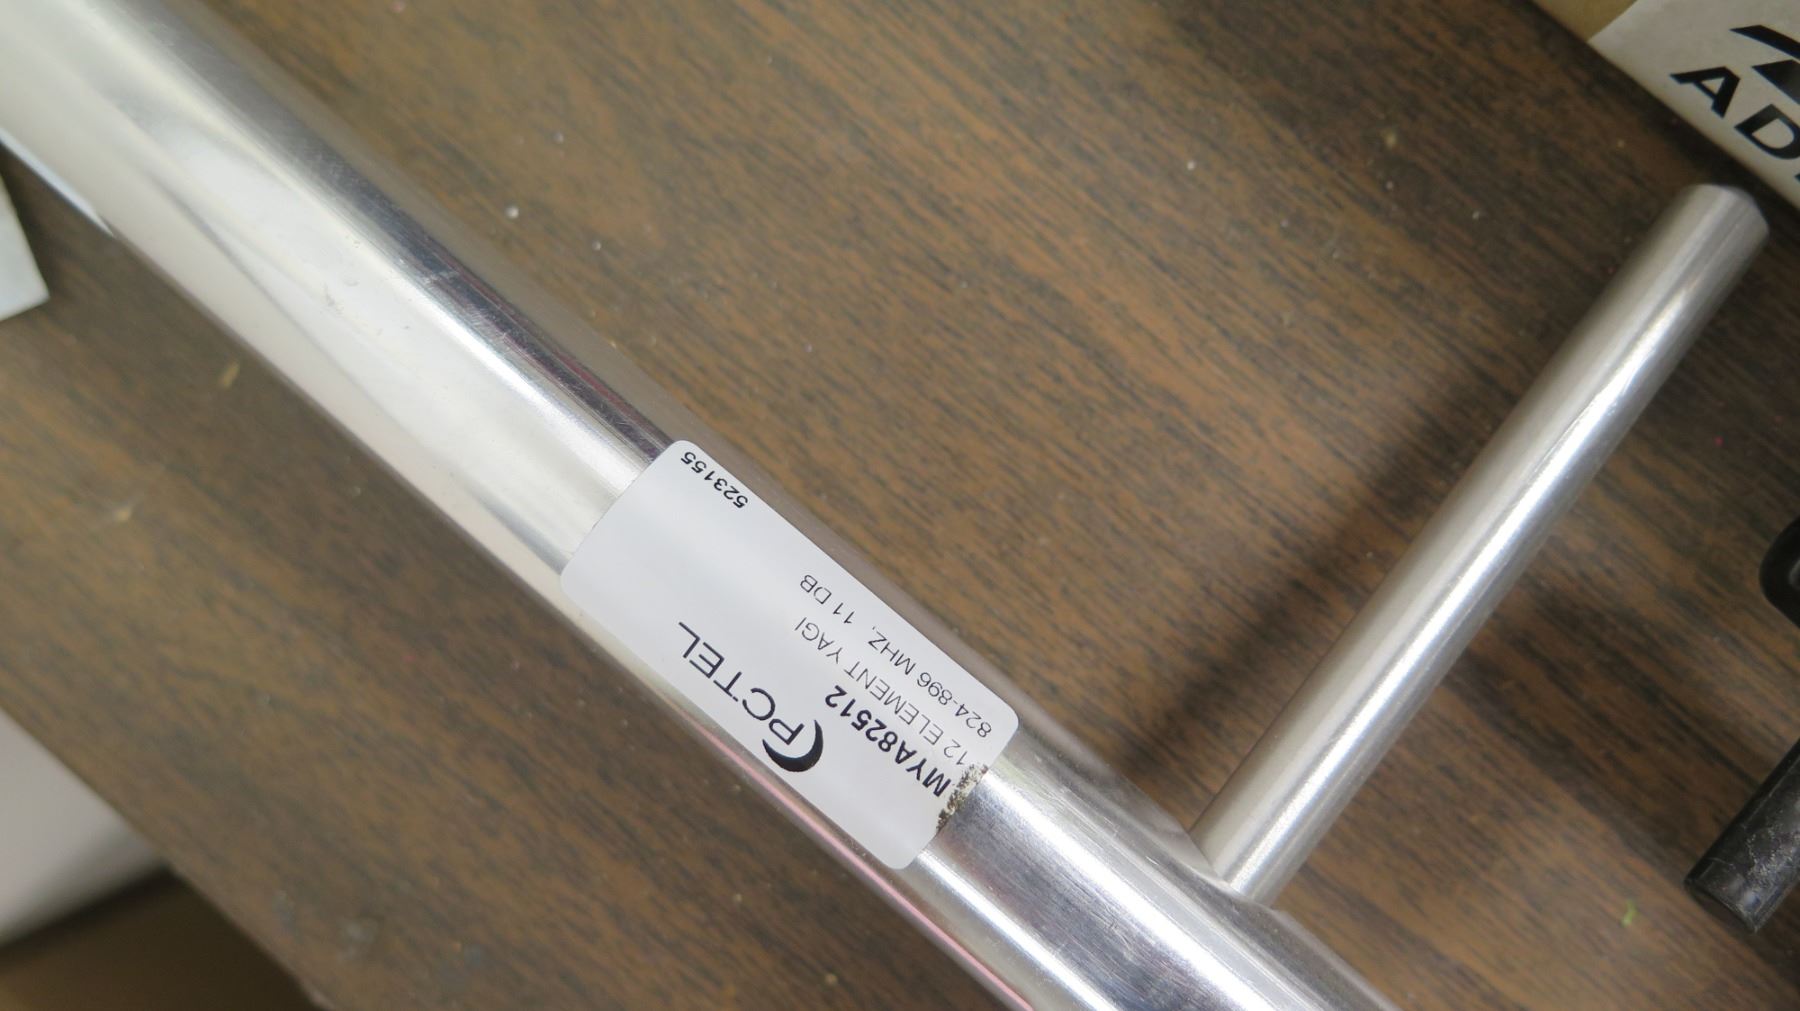 PCTEL
MYA82512
12 ELEMENT YAGI
824-896 MHZ, 11 DB
523155